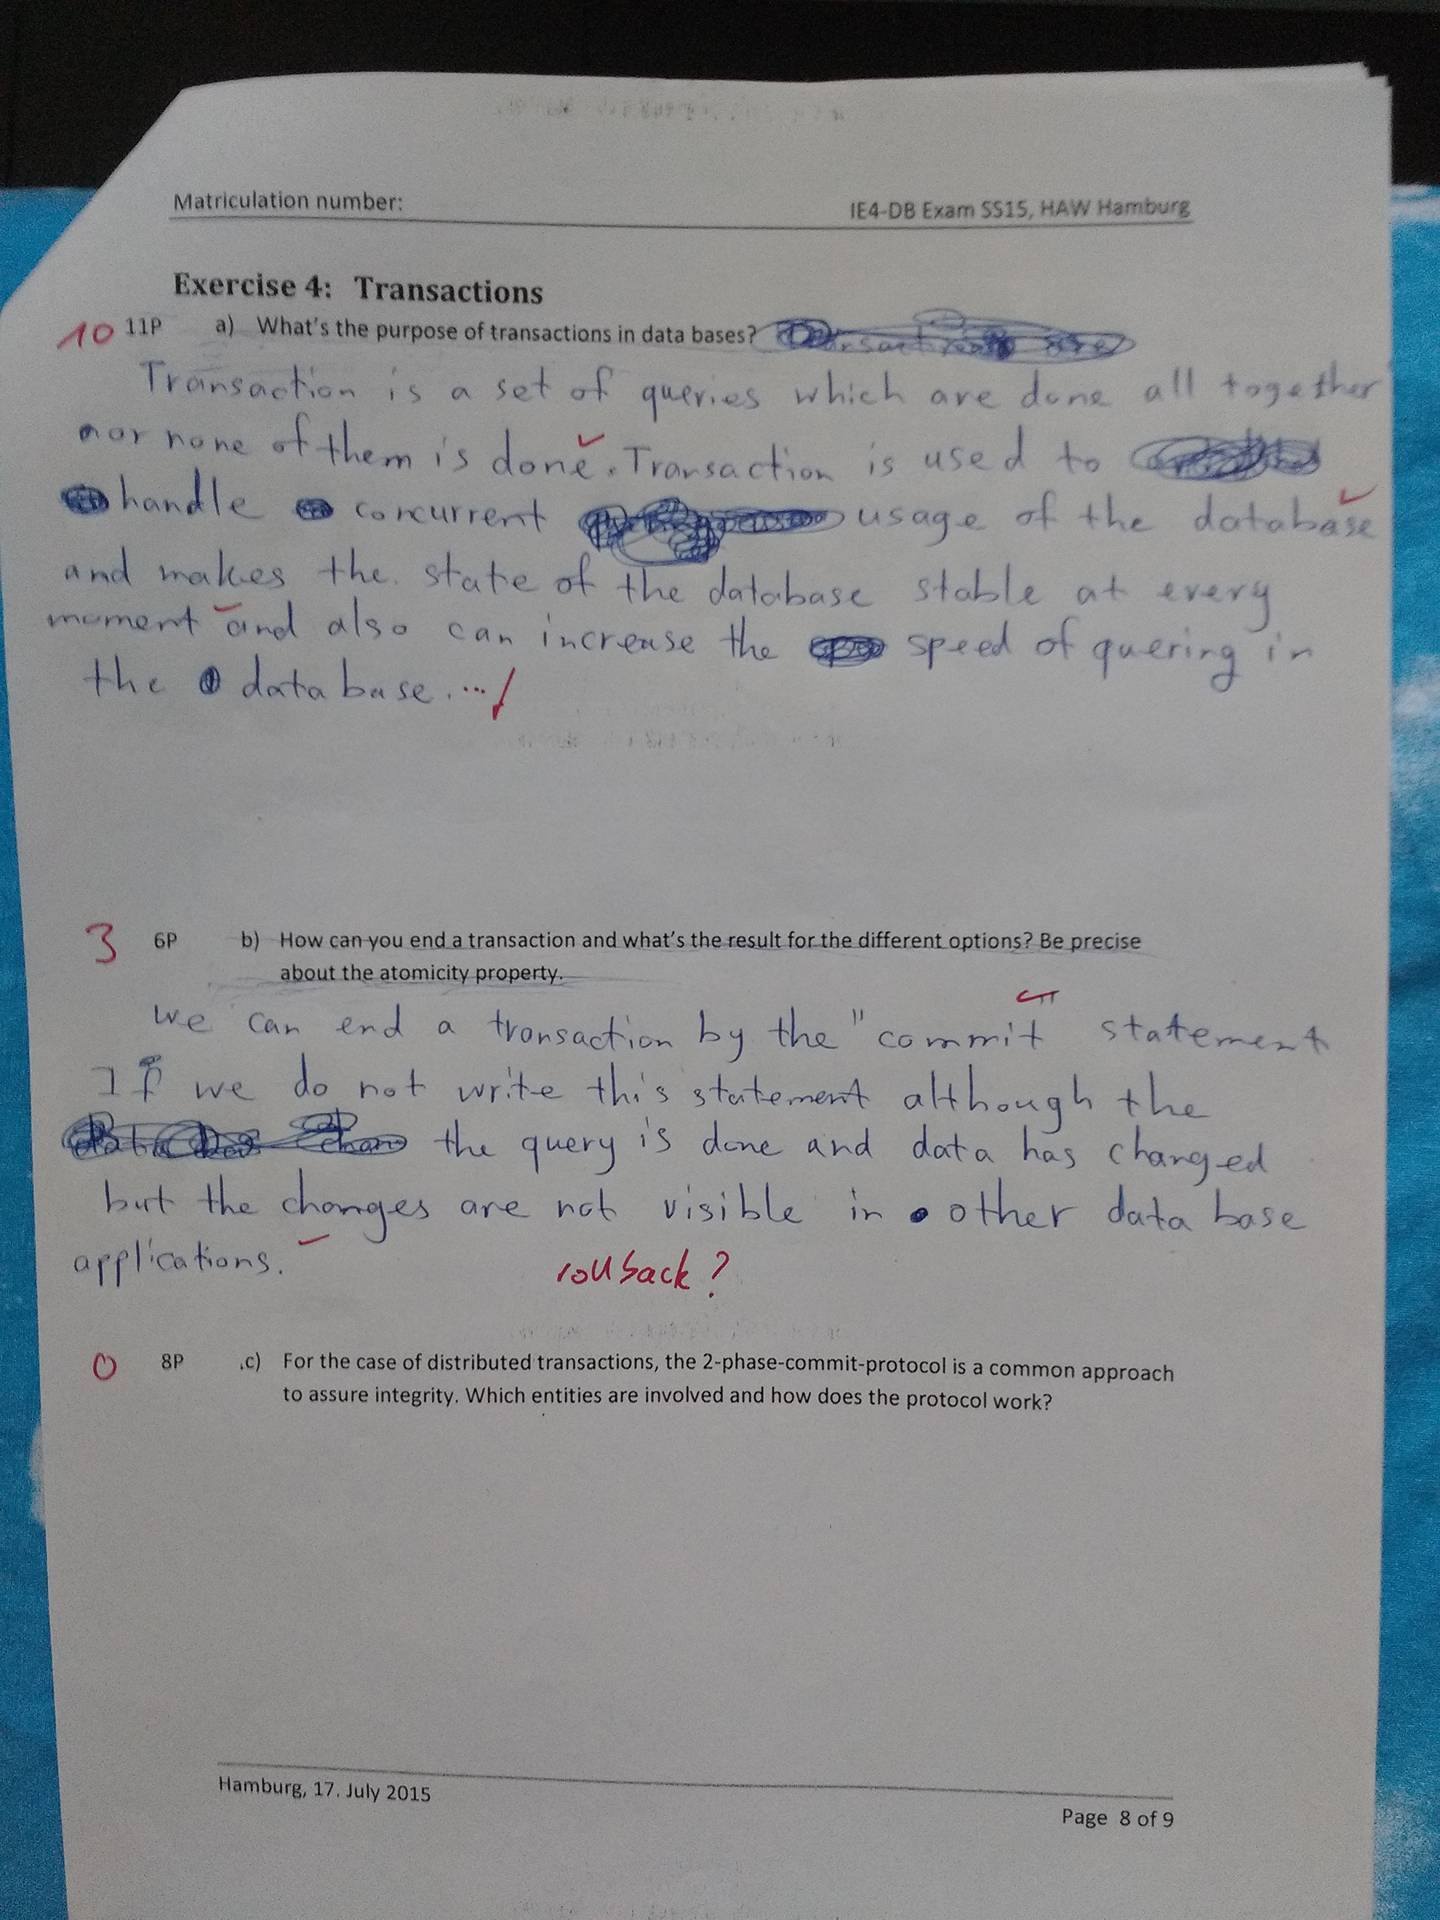 Matriculation number:
IE4-DB Exam SS15, HAW Hamburg
Exercise 4: Transactions
10 11P a) What's the purpose of transactions in data bases?
Transaction is a set of queries which are done all together
nor none of them is done. Transaction is used to
handle concurrent usage of the database
and makes the state of the database stable at every
moment and also can increase the speed of quering in
the database....
3 6P b) How can you end a transaction and what's the result for the different options? Be precise
about the atomicity property.
We can end a transaction by the "commit statement
If we do not write this statement although the
the query is done and data has changed
but the changes are not visible in other data base
applications.
rollback?
0 8P c) For the case of distributed transactions, the 2-phase-commit-protocol is a common approach
to assure integrity. Which entities are involved and how does the protocol work?
Hamburg, 17. July 2015
Page 8 of 9